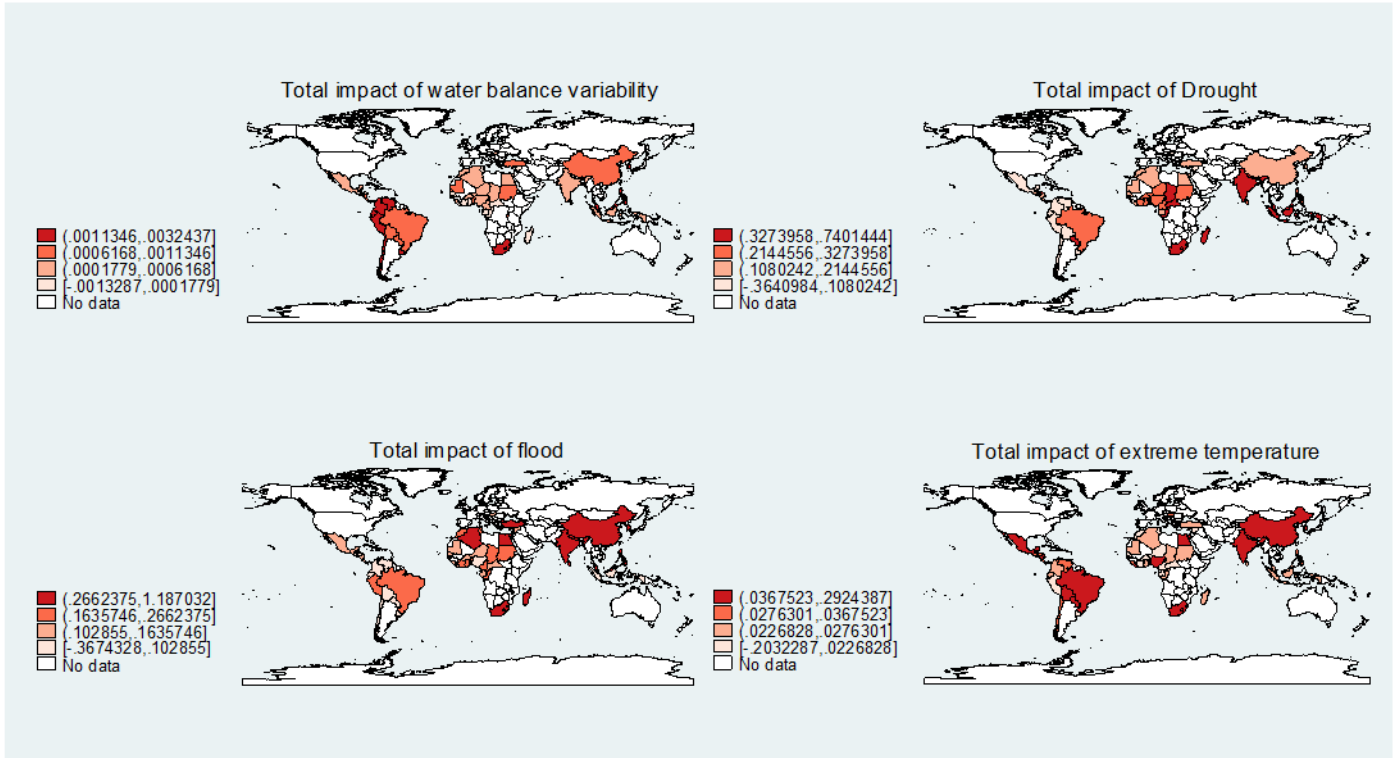 Total impact of water balance variability
(.0011346,.0032437]
(.0006168,.0011346]
(.0001779,.0006168]
[-.0013287,.0001779]
No data
Total impact of Drought
(.3273958,.7401444]
(.2144556,.3273958]
(.1080242,.2144556]
[-.3640984,.1080242]
No data
Total impact of flood
(.2662375,1.187032]
(.1635746,.2662375]
(.102855,.1635746]
[-.3674328,.102855]
No data
Total impact of extreme temperature
(.0367523,.2924387]
(.0276301,.0367523]
(.0226828,.0276301]
[-.2032287,.0226828]
No data